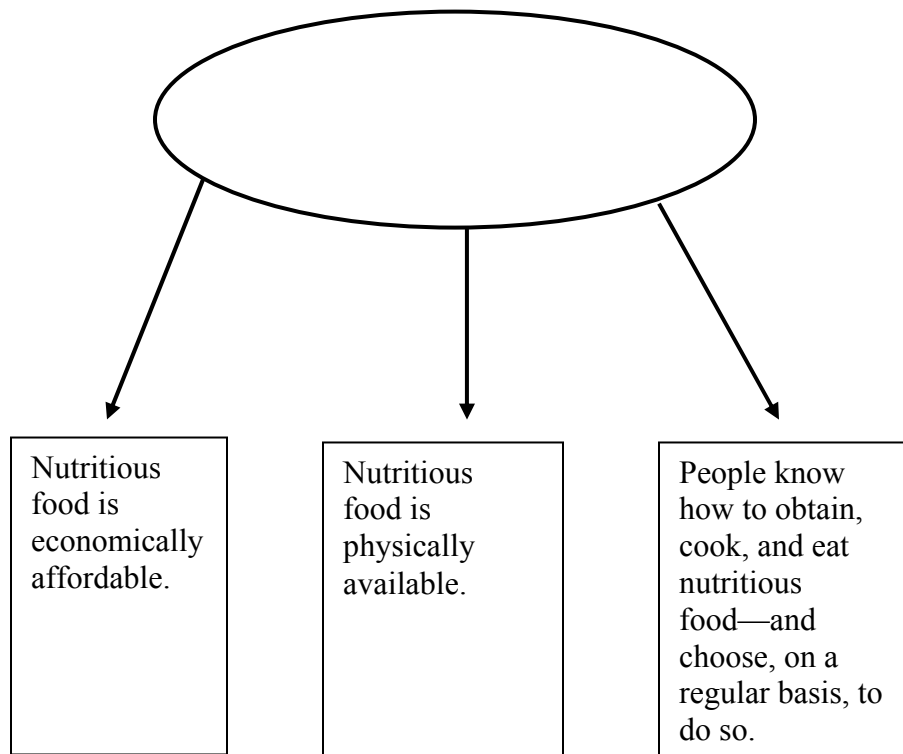 Nutritious
food is
economically
affordable.
Nutritious
food is
physically
available.
People know
how to obtain,
cook, and eat
nutritious
food—and
choose, on a
regular basis, to
do so.